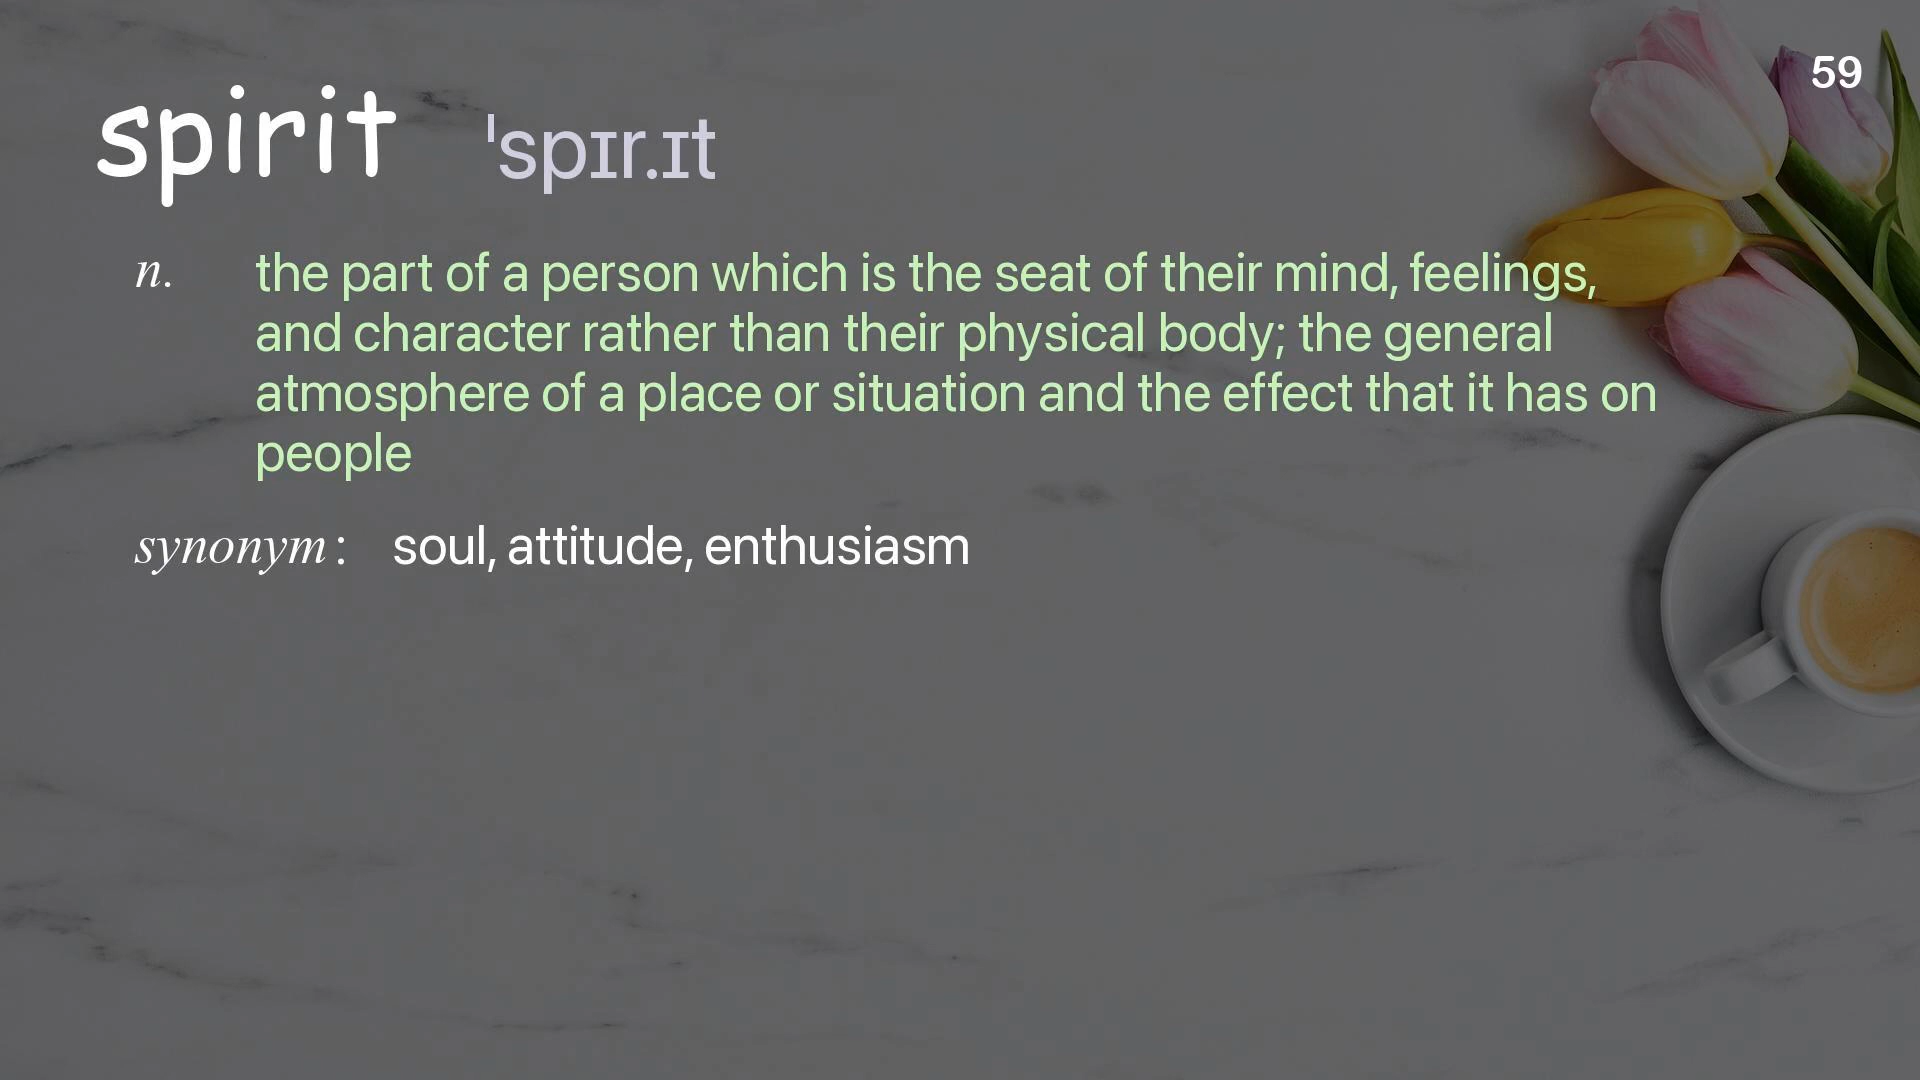 59
spirit ˈspɪr.ɪt
n. the part of a person which is the seat of their mind, feelings,
and character rather than their physical body; the general
atmosphere of a place or situation and the effect that it has on
people
synonym: soul, attitude, enthusiasm